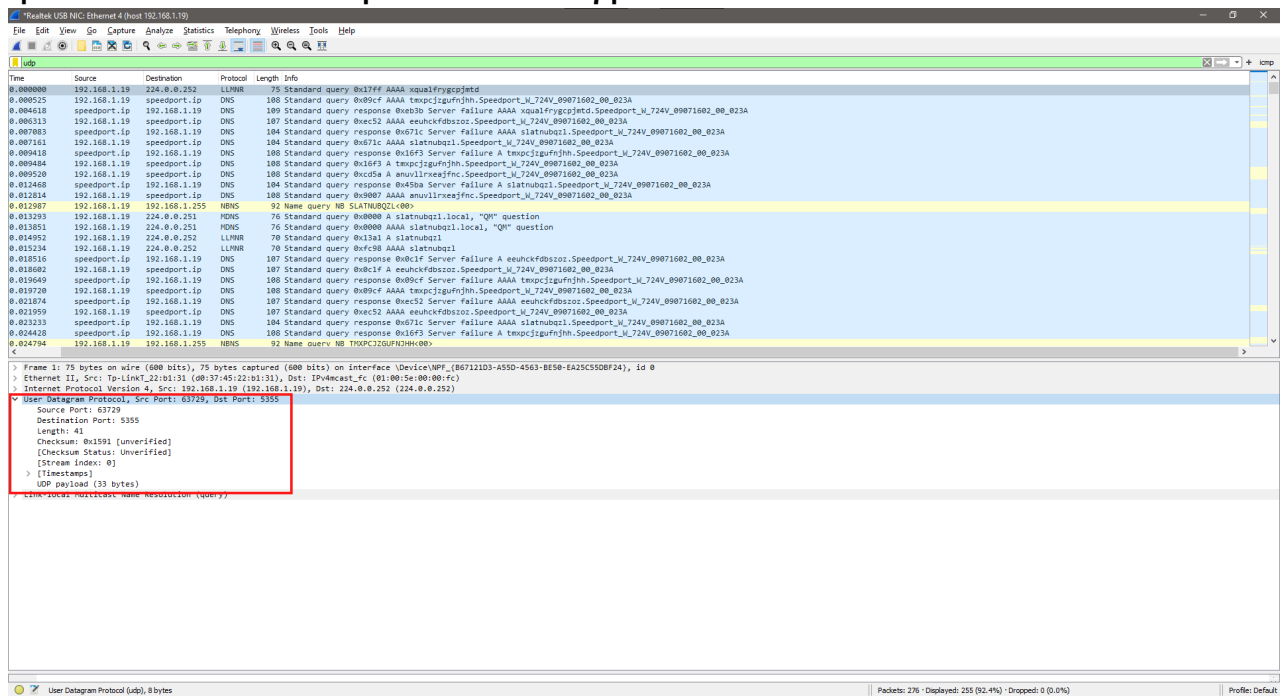 *Realtek USB NIC: Ethernet 4 (host 192.168.1.19)
File Edit View Go Capture Analyze Statistics Telephony Wireless Tools Help
udp
+ icmp
Time Source Destination Protocol Length Info
0.000000 192.168.1.19 224.0.0.252 LLMNR 75 Standard query 0x17ff AAAA xqualfrygcpjmtd
0.000525 192.168.1.19 speedport.ip DNS 108 Standard query 0x09cf AAAA tmxpcjzgufnjhh.Speedport_W_724V_09071602_00_023A
0.004618 speedport.ip 192.168.1.19 DNS 109 Standard query response 0xeb3b Server failure AAAA xqualfrygcpjmtd.Speedport_W_724V_09071602_00_023A
0.006313 192.168.1.19 speedport.ip DNS 107 Standard query 0xec52 AAAA eeuhckfdbszoz.Speedport_W_724V_09071602_00_023A
0.007083 speedport.ip 192.168.1.19 DNS 104 Standard query response 0x671c Server failure AAAA slatnubqzl.Speedport_W_724V_09071602_00_023A
0.007161 192.168.1.19 speedport.ip DNS 104 Standard query 0x671c AAAA slatnubqzl.Speedport_W_724V_09071602_00_023A
0.009418 speedport.ip 192.168.1.19 DNS 108 Standard query response 0x16f3 Server failure A tmxpcjzgufnjhh.Speedport_W_724V_09071602_00_023A
0.009484 192.168.1.19 speedport.ip DNS 108 Standard query 0x16f3 A tmxpcjzgufnjhh.Speedport_W_724V_09071602_00_023A
0.009520 192.168.1.19 speedport.ip DNS 108 Standard query 0xcd5a A anuvllrxeajfnc.Speedport_W_724V_09071602_00_023A
0.012468 speedport.ip 192.168.1.19 DNS 104 Standard query response 0x45ba Server failure A slatnubqzl.Speedport_W_724V_09071602_00_023A
0.012814 192.168.1.19 speedport.ip DNS 108 Standard query 0x9007 AAAA anuvllrxeajfnc.Speedport_W_724V_09071602_00_023A
0.012987 192.168.1.19 192.168.1.255 NBNS 92 Name query NB SLATNUBQZL<00>
0.013293 192.168.1.19 224.0.0.251 MDNS 76 Standard query 0x0000 A slatnubqzl.local, "QM" question
0.013851 192.168.1.19 224.0.0.251 MDNS 76 Standard query 0x0000 AAAA slatnubqzl.local, "QM" question
0.014952 192.168.1.19 224.0.0.252 LLMNR 70 Standard query 0x13a1 A slatnubqzl
0.015234 192.168.1.19 224.0.0.252 LLMNR 70 Standard query 0xfc98 AAAA slatnubqzl
0.018516 speedport.ip 192.168.1.19 DNS 107 Standard query response 0x0c1f Server failure A eeuhckfdbszoz.Speedport_W_724V_09071602_00_023A
0.018602 192.168.1.19 speedport.ip DNS 107 Standard query 0x0c1f A eeuhckfdbszoz.Speedport_W_724V_09071602_00_023A
0.019649 speedport.ip 192.168.1.19 DNS 108 Standard query response 0x09cf Server failure AAAA tmxpcjzgufnjhh.Speedport_W_724V_09071602_00_023A
0.019720 192.168.1.19 speedport.ip DNS 108 Standard query 0x09cf AAAA tmxpcjzgufnjhh.Speedport_W_724V_09071602_00_023A
0.021874 speedport.ip 192.168.1.19 DNS 107 Standard query response 0xec52 Server failure AAAA eeuhckfdbszoz.Speedport_W_724V_09071602_00_023A
0.021959 192.168.1.19 speedport.ip DNS 107 Standard query 0xec52 AAAA eeuhckfdbszoz.Speedport_W_724V_09071602_00_023A
0.023233 speedport.ip 192.168.1.19 DNS 104 Standard query response 0x671c Server failure AAAA slatnubqzl.Speedport_W_724V_09071602_00_023A
0.024428 speedport.ip 192.168.1.19 DNS 108 Standard query response 0x16f3 Server failure A tmxpcjzgufnjhh.Speedport_W_724V_09071602_00_023A
0.024794 192.168.1.19 192.168.1.255 NBNS 92 Name query NB TMXPCJZGUFNJHH<00>
> Frame 1: 75 bytes on wire (600 bits), 75 bytes captured (600 bits) on interface \Device\NPF_{B67121D3-A55D-4563-BE50-EA25C55DBF24}, id 0
> Ethernet II, Src: Tp-LinkT_22:b1:31 (d0:37:45:22:b1:31), Dst: IPv4mcast_fc (01:00:5e:00:00:fc)
> Internet Protocol Version 4, Src: 192.168.1.19 (192.168.1.19), Dst: 224.0.0.252 (224.0.0.252)
User Datagram Protocol, Src Port: 63729, Dst Port: 5355
Source Port: 63729
Destination Port: 5355
Length: 41
Checksum: 0x1591 [unverified]
[Checksum Status: Unverified]
[Stream index: 0]
> [Timestamps]
UDP payload (33 bytes)
> Link-local Multicast Name Resolution (query)
User Datagram Protocol (udp), 8 bytes
Packets: 276 · Displayed: 255 (92.4%) · Dropped: 0 (0.0%)
Profile: Default